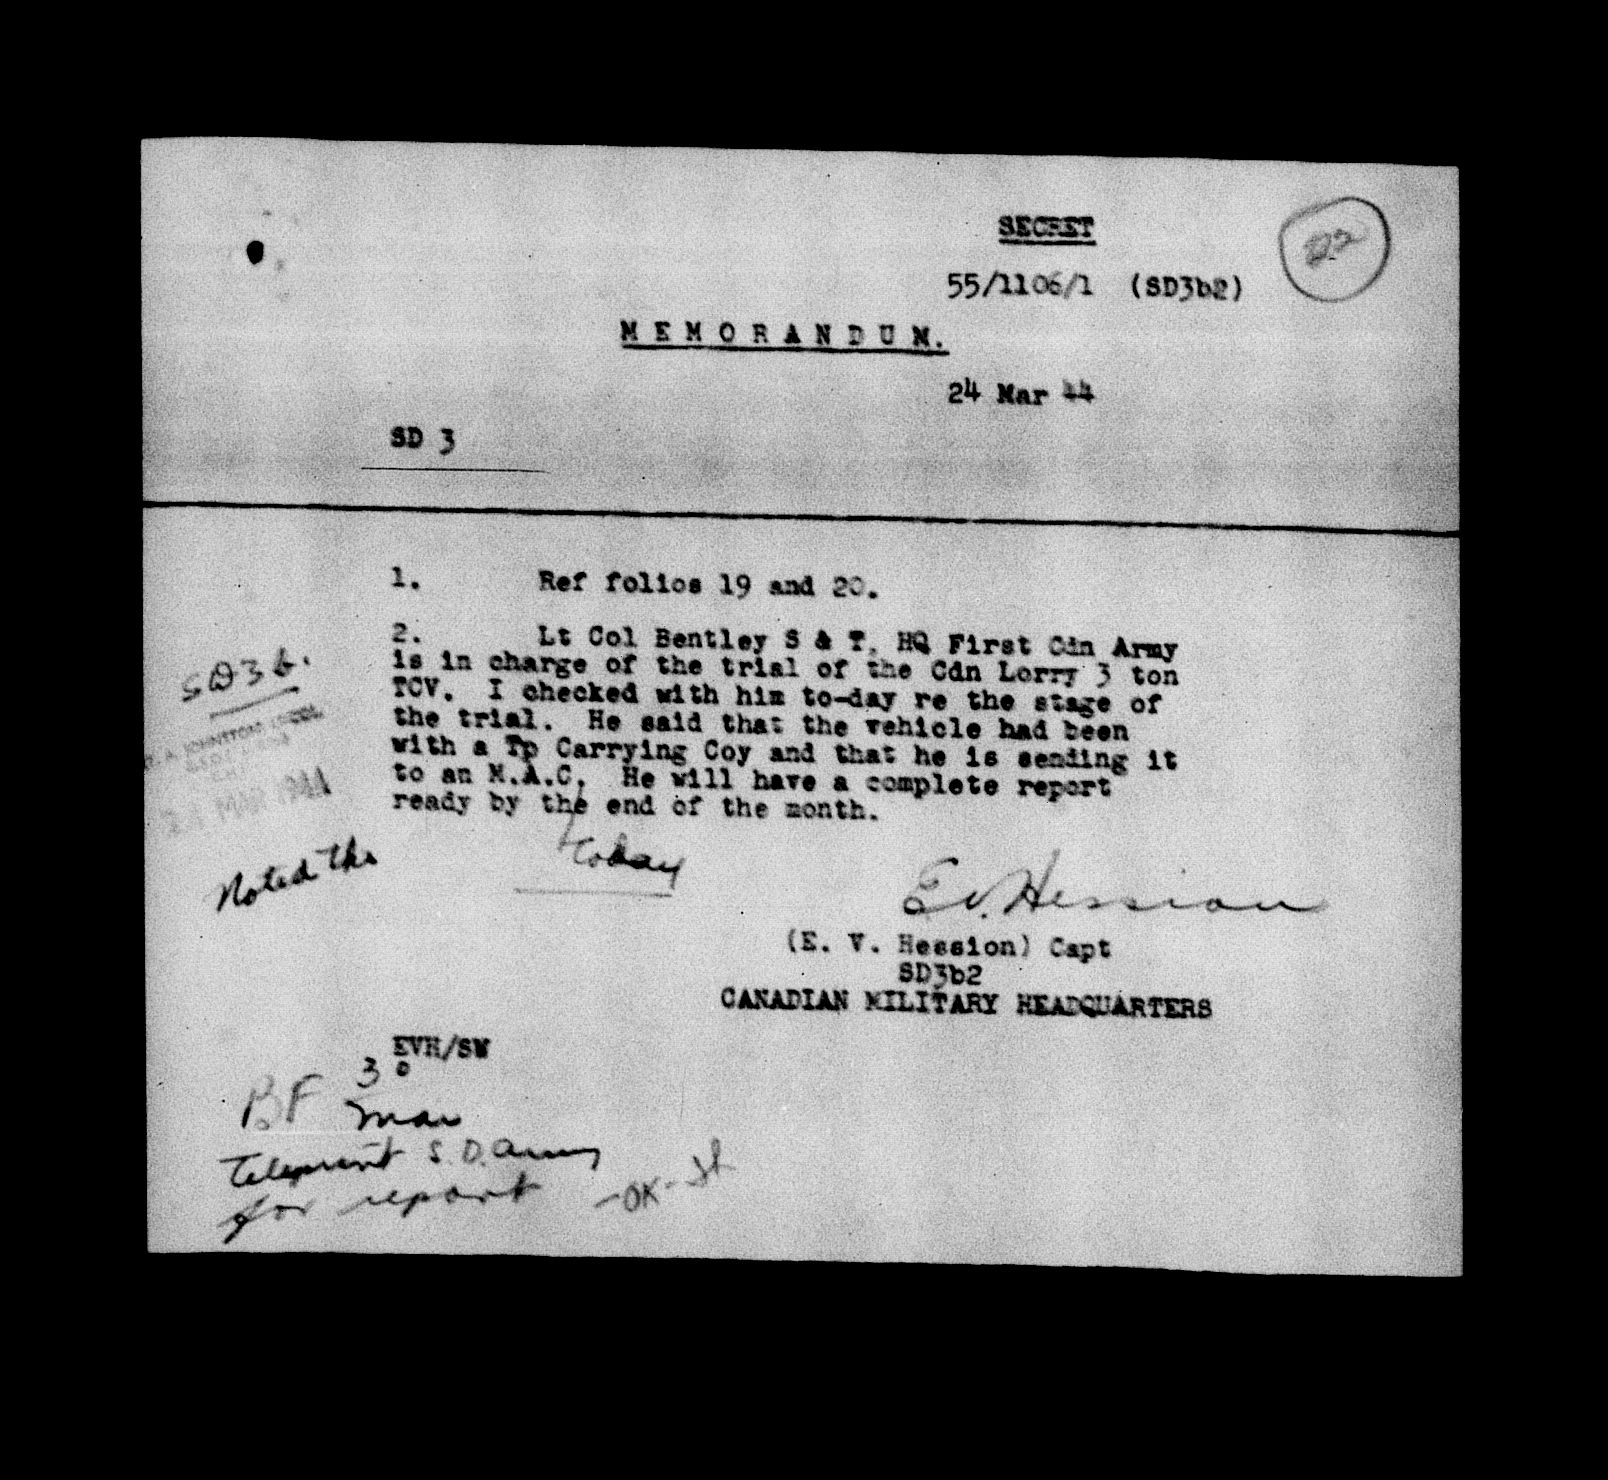 SECRET
22
55/1106/1 (SD3b2)
MEMORANDUM.
24 Mar 44
SD 3
1. Ref folios 19 and 20.
2. Lt Col Bentley S & T, HQ First Cdn Army
is in charge of the trial of the Cdn Lorry 3 ton
TCV. I checked with him to-day re the stage of
the trial. He said that the vehicle had been
with a Tp Carrying Coy and that he is sending it
to an M.A.C. He will have a complete report
ready by the end of the month.
SD3b.
MAR 1944
Noted the
today
E.V. Hession
(E. V. Hession) Capt
SD3b2
CANADIAN MILITARY HEADQUARTERS
EVH/SW
BF 30
Mar
Teleprint S.D. Army
for report -OK-